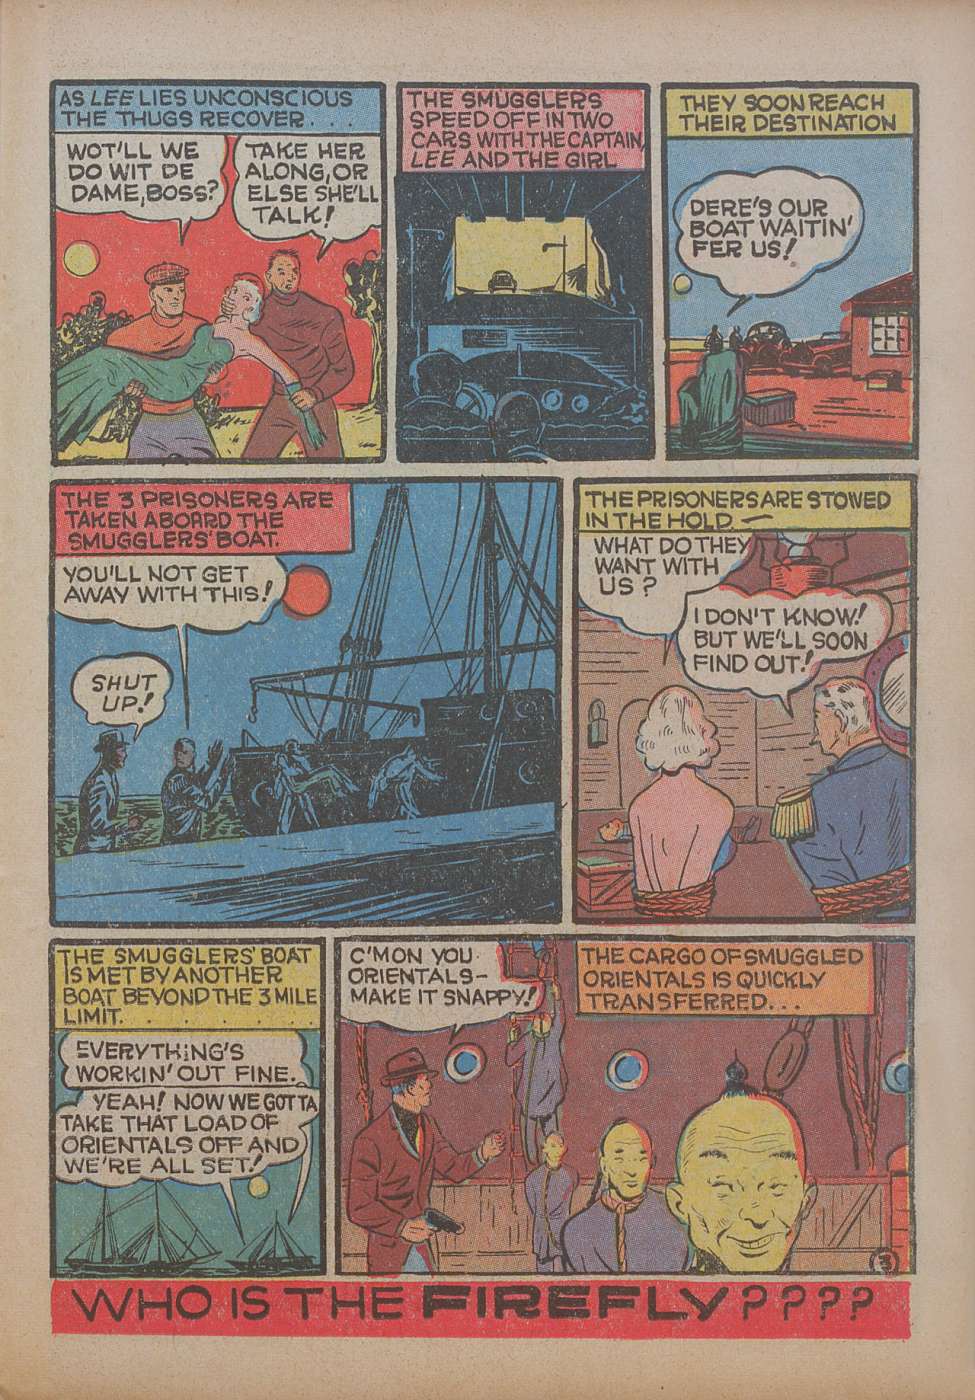 AS LEE LIES UNCONSCIOUS
THE THUGS RECOVER. . . .
WOT'LL WE
DO WIT DE
DAME, BOSS?
TAKE HER
ALONG, OR
ELSE SHE'LL
TALK!
THE SMUGGLERS
SPEED OFF IN TWO
CARS WITH THE CAPTAIN,
LEE AND THE GIRL
THEY SOON REACH
THEIR DESTINATION
DERE'S OUR
BOAT WAITIN'
FER US!
THE 3 PRISONERS ARE
TAKEN ABOARD THE
SMUGGLERS' BOAT.
YOU'LL NOT GET
AWAY WITH THIS!
SHUT
UP!
THE PRISONERS ARE STOWED
IN THE HOLD —
WHAT DO THEY
WANT WITH
US?
I DON'T KNOW!
BUT WE'LL SOON
FIND OUT!
THE SMUGGLERS' BOAT
IS MET BY ANOTHER
BOAT BEYOND THE 3 MILE
LIMIT. . . . . . . .
EVERYTHING'S
WORKIN' OUT FINE.
YEAH! NOW WE GOTTA
TAKE THAT LOAD OF
ORIENTALS OFF AND
WE'RE ALL SET!
C'MON YOU
ORIENTALS-
MAKE IT SNAPPY!
THE CARGO OF SMUGGLED
ORIENTALS IS QUICKLY
TRANSFERRED. . .
3
WHO IS THE FIREFLY????